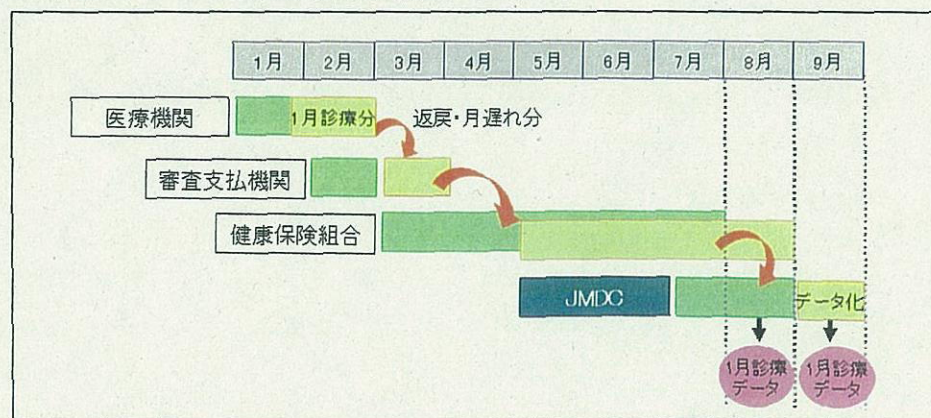 1月 2月 3月 4月 5月 6月 7月 8月 9月
医療機関 1月診療分 返戻・月遅れ分
審査支払機関
健康保険組合
JMDC データ化
1月診療 1月診療
データ データ